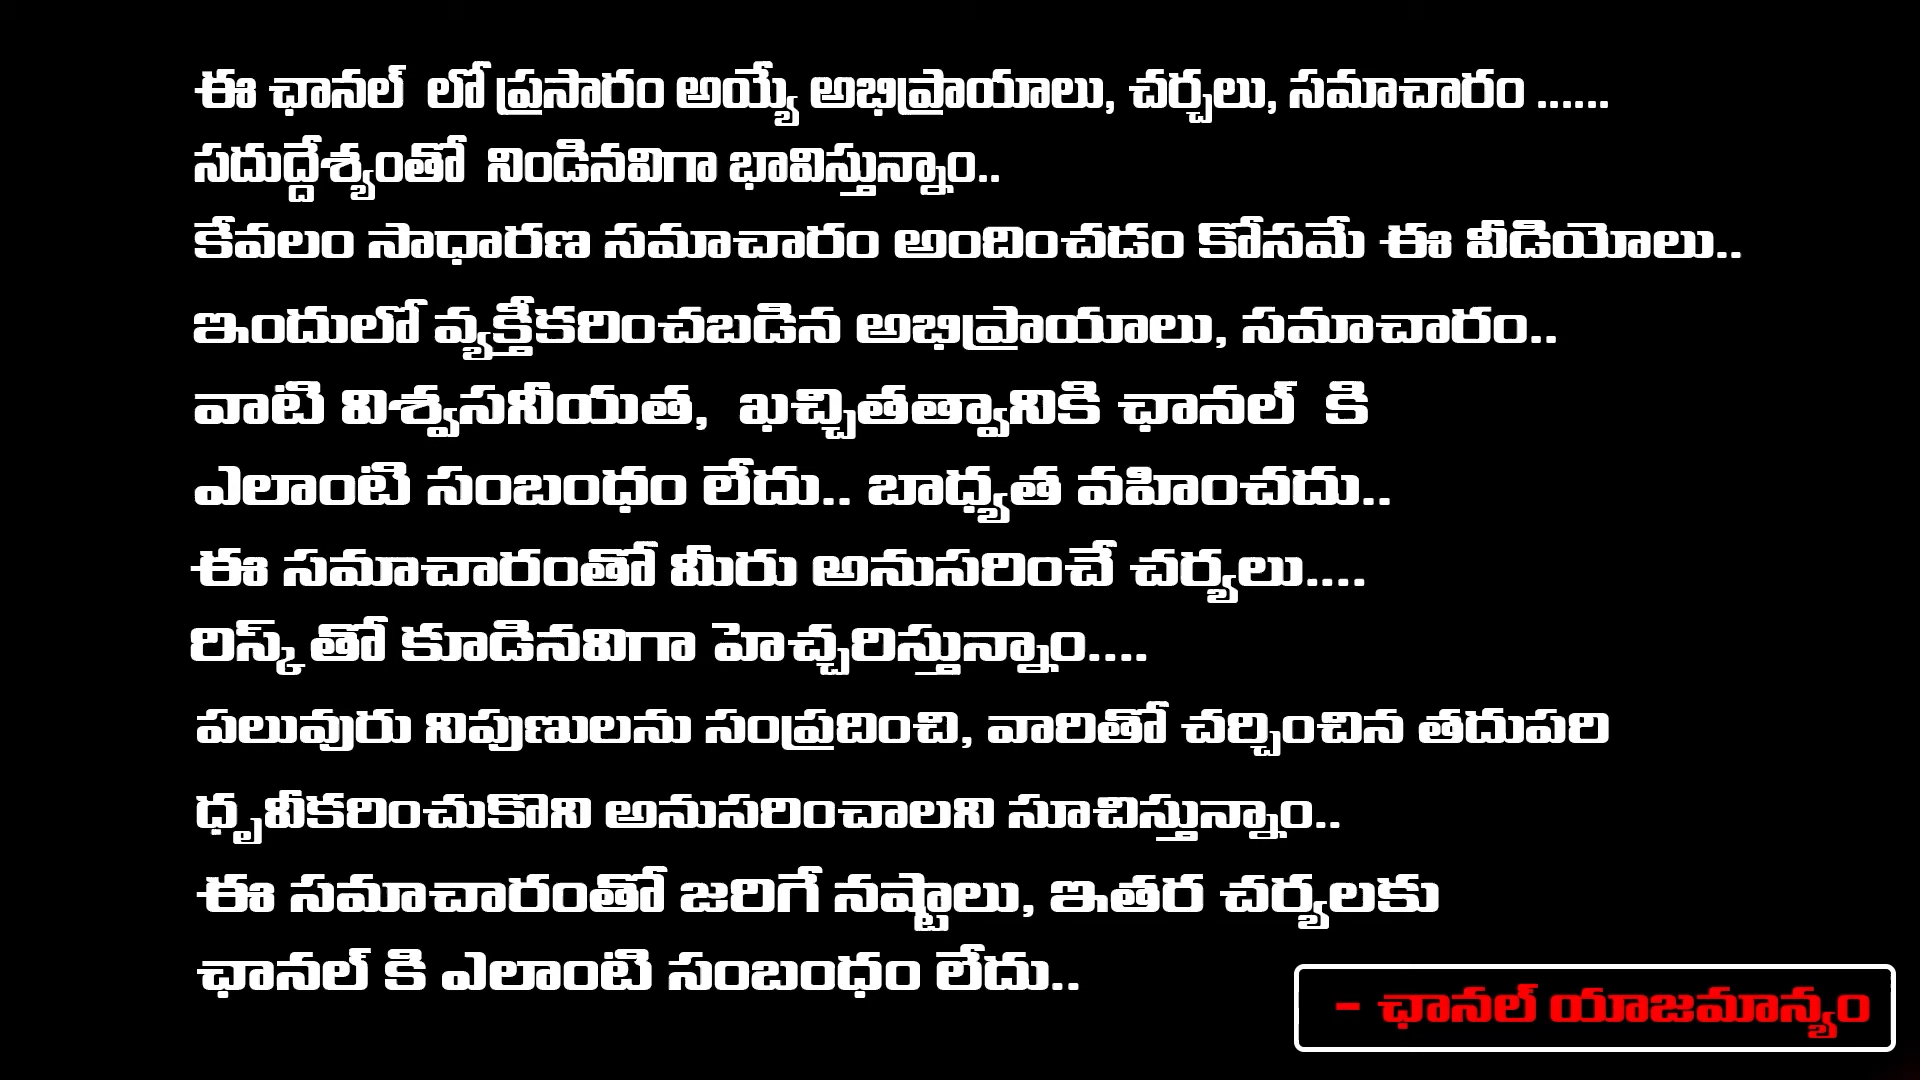 ఈ ఛానల్ లో ప్రసారం అయ్యే అభిప్రాయాలు, చర్చలు, సమాచారం ......
సదుద్దేశ్యంతో నిండినవిగా భావిస్తున్నాం..
కేవలం సాధారణ సమాచారం అందించడం కోసమే ఈ వీడియోలు..
ఇందులో వ్యక్తీకరించబడిన అభిప్రాయాలు, సమాచారం..
వాటి విశ్వసనీయత, ఖచ్చితత్వానికి ఛానల్ కి
ఎలాంటి సంబంధం లేదు.. బాధ్యత వహించదు..
ఈ సమాచారంతో మీరు అనుసరించే చర్యలు....
రిస్క్ తో కూడినవిగా హెచ్చరిస్తున్నాం....
పలువురు నిపుణులను సంప్రదించి, వారితో చర్చించిన తదుపరి
ధృవీకరించుకొని అనుసరించాలని సూచిస్తున్నాం..
ఈ సమాచారంతో జరిగే నష్టాలు, ఇతర చర్యలకు
ఛానల్ కి ఎలాంటి సంబంధం లేదు..
- ఛానల్ యాజమాన్యం